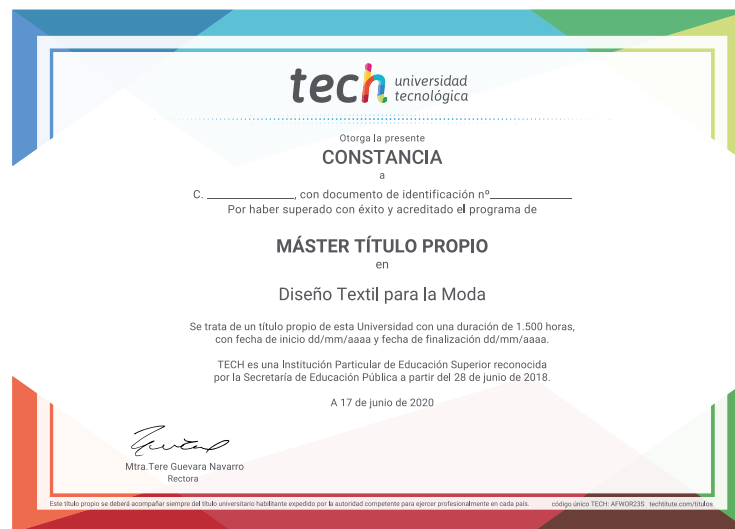 tech universidad
tecnológica
Otorga la presente
CONSTANCIA
a
C. ________________, con documento de identificación nº______________
Por haber superado con éxito y acreditado el programa de
MÁSTER TÍTULO PROPIO
en
Diseño Textil para la Moda
Se trata de un título propio de esta Universidad con una duración de 1.500 horas,
con fecha de inicio dd/mm/aaaa y fecha de finalización dd/mm/aaaa.
TECH es una Institución Particular de Educación Superior reconocida
por la Secretaría de Educación Pública a partir del 28 de junio de 2018.
A 17 de junio de 2020
Mtra.Tere Guevara Navarro
Rectora
Este título propio se deberá acompañar siempre del título universitario habilitante expedido por la autoridad competente para ejercer profesionalmente en cada país. código único TECH: AFWOR23S techtitute.com/titulos